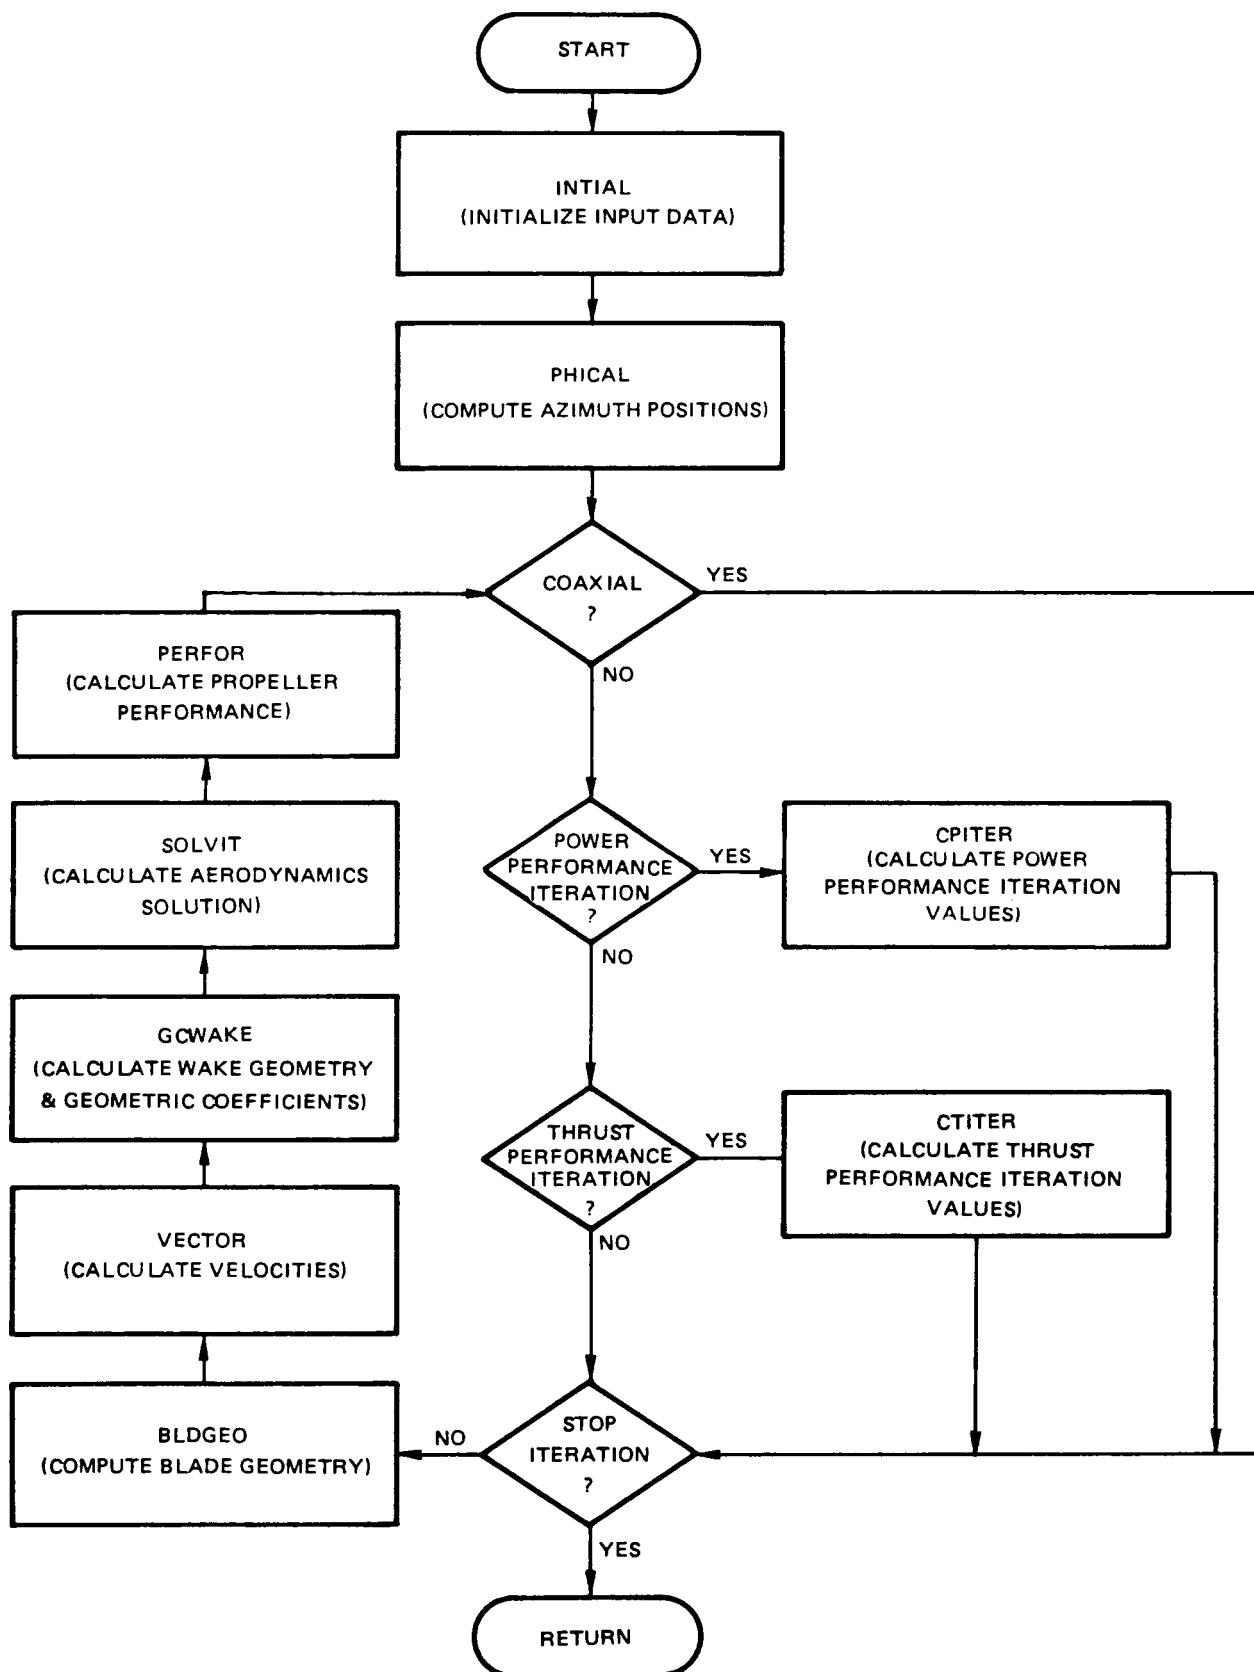 START
INTIAL
(INITIALIZE INPUT DATA)
PHICAL
(COMPUTE AZIMUTH POSITIONS)
COAXIAL
?
YES
NO
PERFOR
(CALCULATE PROPELLER
PERFORMANCE)
POWER
PERFORMANCE
ITERATION
?
YES
NO
CPITER
(CALCULATE POWER
PERFORMANCE ITERATION
VALUES)
SOLVIT
(CALCULATE AERODYNAMICS
SOLUTION)
GCWAKE
(CALCULATE WAKE GEOMETRY
& GEOMETRIC COEFFICIENTS)
THRUST
PERFORMANCE
ITERATION
?
YES
NO
CTITER
(CALCULATE THRUST
PERFORMANCE ITERATION
VALUES)
VECTOR
(CALCULATE VELOCITIES)
BLDGEO
(COMPUTE BLADE GEOMETRY)
NO
STOP
ITERATION
?
YES
RETURN